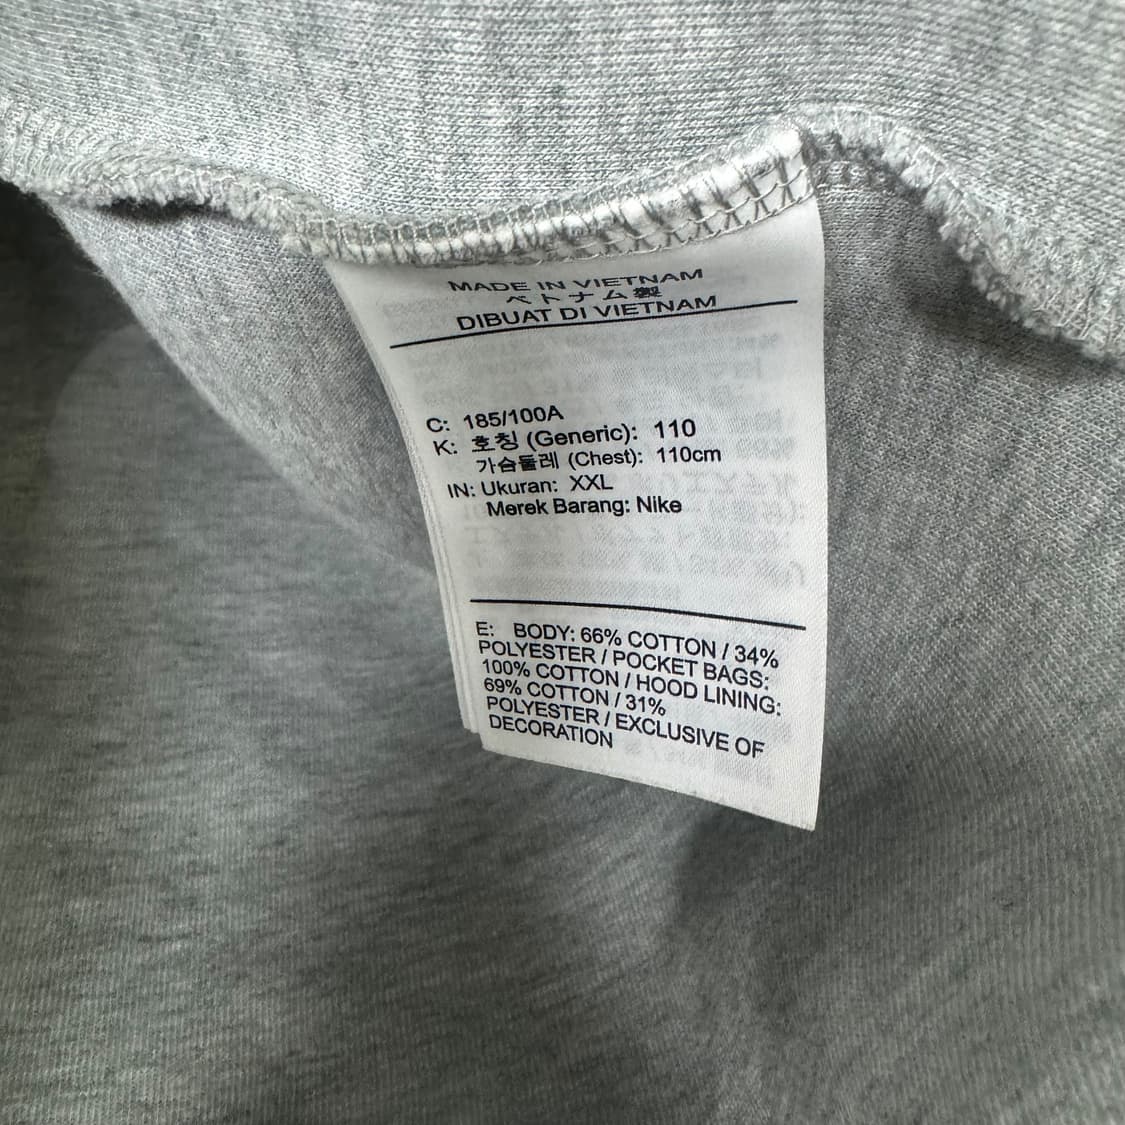 MADE IN VIETNAM
ベトナム製
DIBUAT DI VIETNAM
C: 185/100A
K: 호칭 (Generic): 110
가슴둘레 (Chest): 110cm
IN: Ukuran: XXL
Merek Barang: Nike
E: BODY: 66% COTTON / 34%
POLYESTER / POCKET BAGS:
100% COTTON / HOOD LINING:
69% COTTON / 31%
POLYESTER / EXCLUSIVE OF
DECORATION